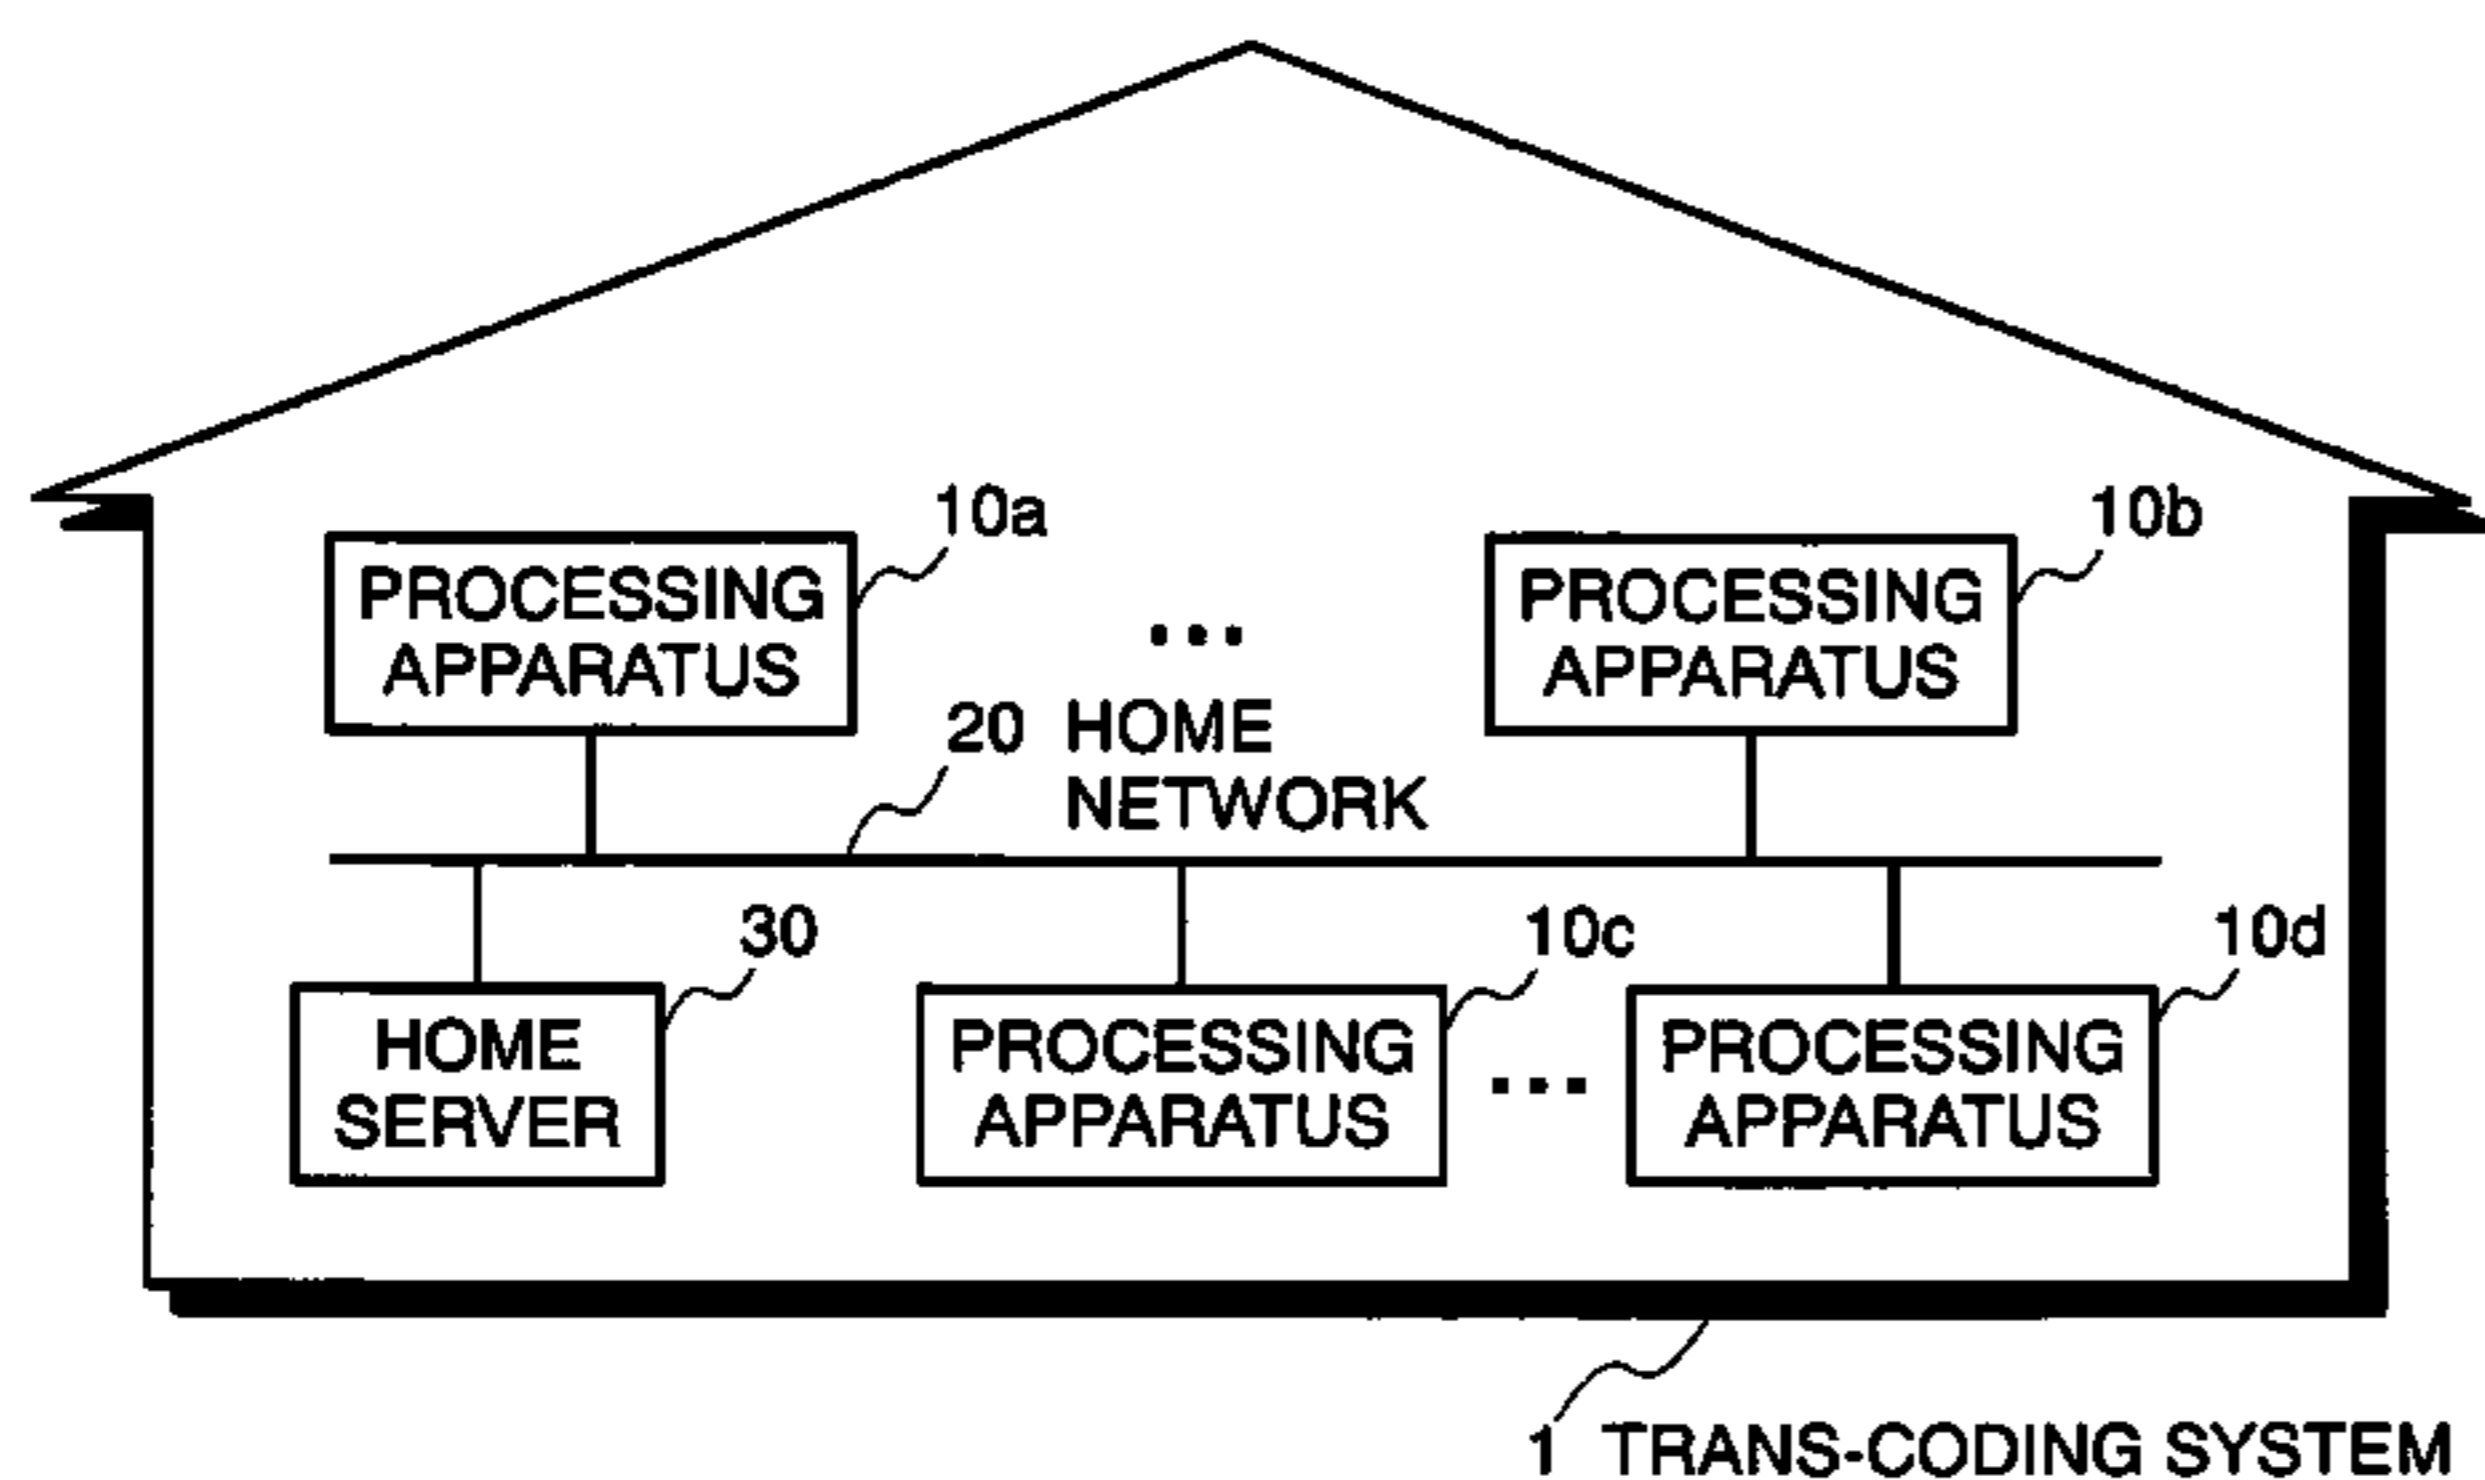 10a
10b
PROCESSING
APPARATUS
...
PROCESSING
APPARATUS
20 HOME
NETWORK
30
10c
10d
HOME
SERVER
PROCESSING
APPARATUS
...
PROCESSING
APPARATUS
1 TRANS-CODING SYSTEM